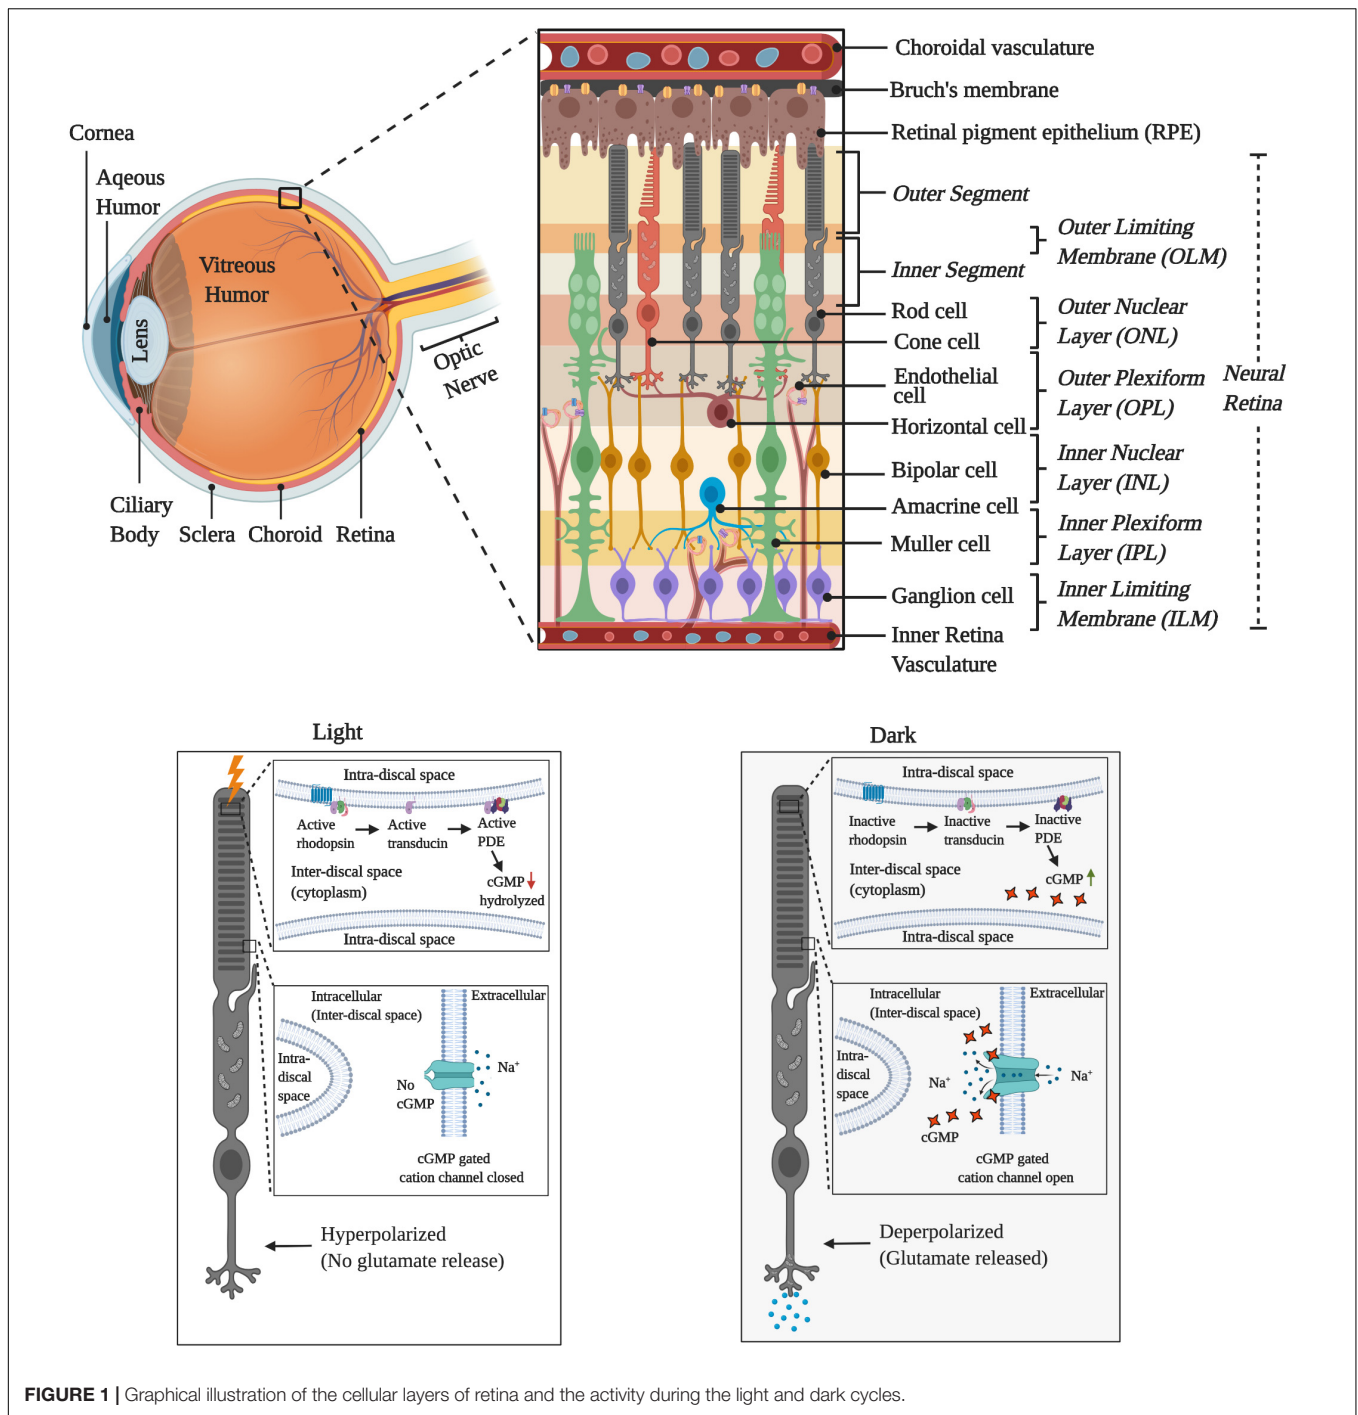 Cornea
Aqeous
Humor
Vitreous
Humor
Lens
Optic
Nerve
Ciliary
Body
Sclera
Choroid
Retina
Choroidal vasculature
Bruch's membrane
Retinal pigment epithelium (RPE)
Outer Segment
Inner Segment
Rod cell
Cone cell
Endothelial
cell
Horizontal cell
Bipolar cell
Amacrine cell
Muller cell
Ganglion cell
Inner Retina
Vasculature
Outer Limiting
Membrane (OLM)
Outer Nuclear
Layer (ONL)
Outer Plexiform
Layer (OPL)
Inner Nuclear
Layer (INL)
Inner Plexiform
Layer (IPL)
Inner Limiting
Membrane (ILM)
Neural
Retina
Light
Intra-discal space
Active
rhodopsin
Active
transducin
Active
PDE
Inter-discal space
(cytoplasm)
cGMP
hydrolyzed
Intra-discal space
Intracellular
(Inter-discal space)
Extracellular
Intra-
discal
space
No
cGMP
Na+
cGMP gated
cation channel closed
Hyperpolarized
(No glutamate release)
Dark
Intra-discal space
Inactive
rhodopsin
Inactive
transducin
Inactive
PDE
Inter-discal space
(cytoplasm)
cGMP
Intra-discal space
Intracellular
(Inter-discal space)
Extracellular
Intra-
discal
space
Na+
Na+
cGMP
cGMP gated
cation channel open
Deperpolarized
(Glutamate released)
FIGURE 1 | Graphical illustration of the cellular layers of retina and the activity during the light and dark cycles.